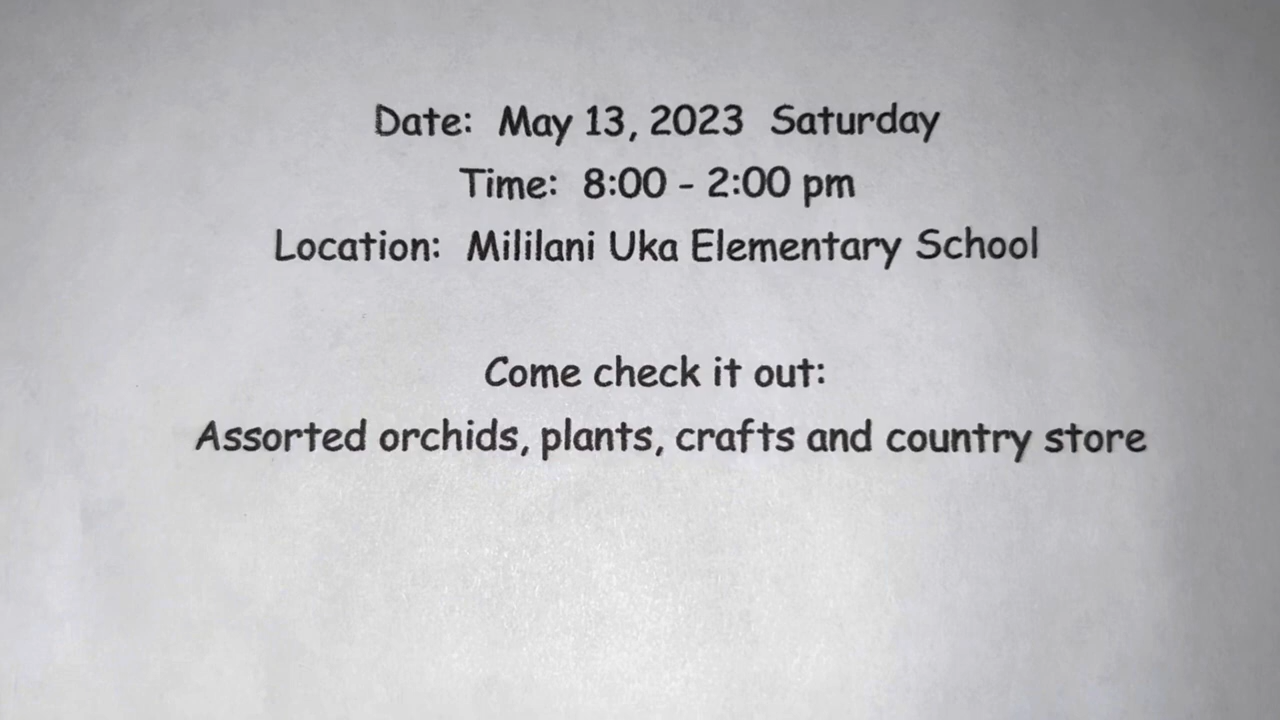 Date: May 13, 2023 Saturday
Time: 8:00 - 2:00 pm
Location: Mililani Uka Elementary School
Come check it out:
Assorted orchids, plants, crafts and country store